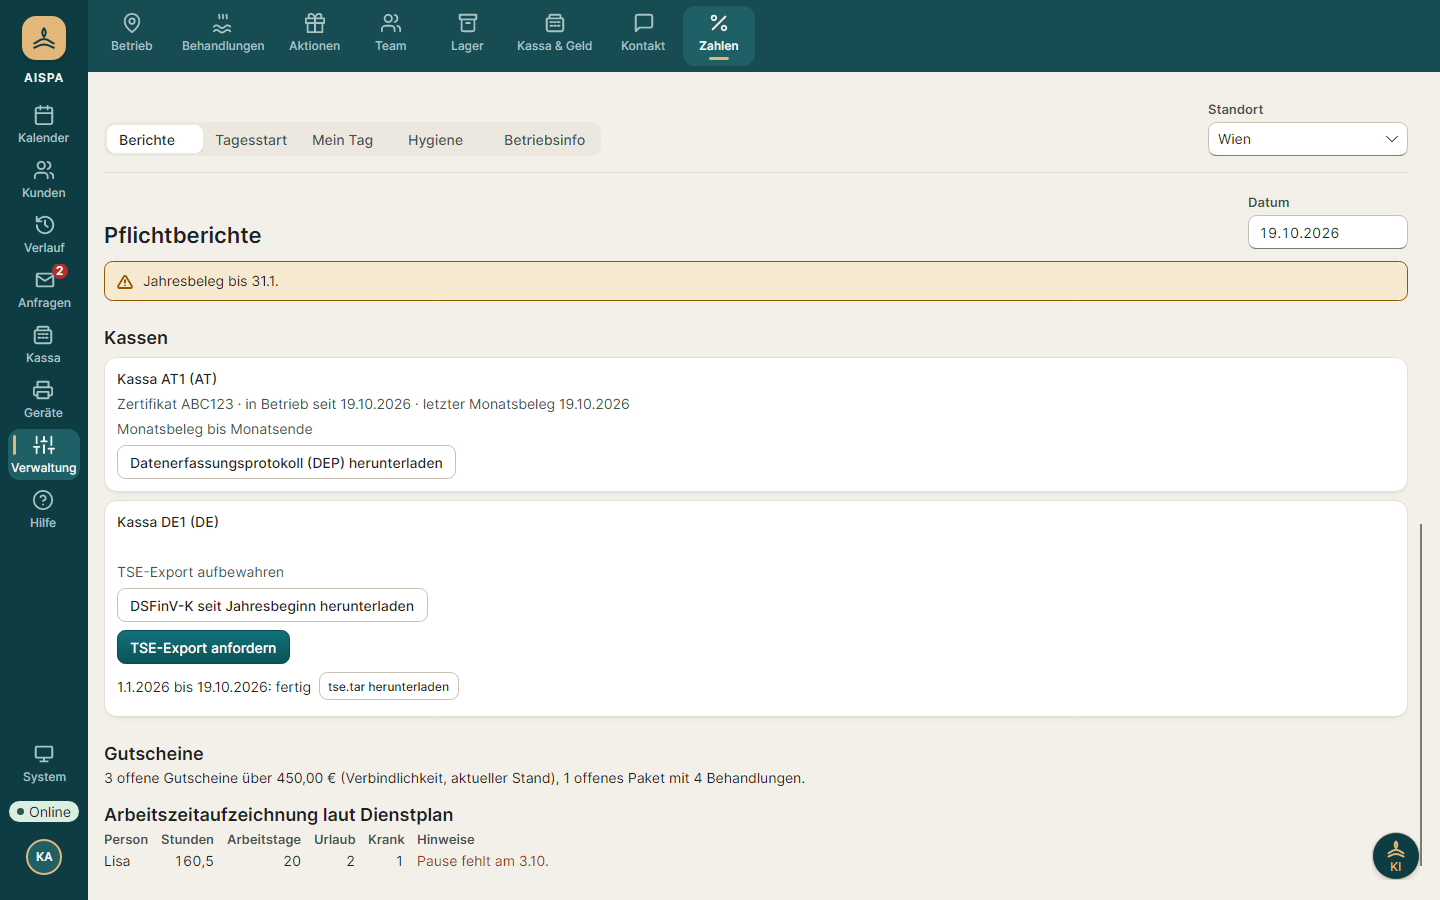 AISPA
Kalender
Kunden
Verlauf
2
Anfragen
Kassa
Geräte
Verwaltung
Hilfe
System
Online
KA
Betrieb
Behandlungen
Aktionen
Team
Lager
Kassa & Geld
Kontakt
Zahlen
Berichte
Tagesstart
Mein Tag
Hygiene
Betriebsinfo
Standort
Wien
Pflichtberichte
Datum
19.10.2026
Jahresbeleg bis 31.1.
Kassen
Kassa AT1 (AT)
Zertifikat ABC123 · in Betrieb seit 19.10.2026 · letzter Monatsbeleg 19.10.2026
Monatsbeleg bis Monatsende
Datenerfassungsprotokoll (DEP) herunterladen
Kassa DE1 (DE)
TSE-Export aufbewahren
DSFinV-K seit Jahresbeginn herunterladen
TSE-Export anfordern
1.1.2026 bis 19.10.2026: fertig tse.tar herunterladen
Gutscheine
3 offene Gutscheine über 450,00 € (Verbindlichkeit, aktueller Stand), 1 offenes Paket mit 4 Behandlungen.
Arbeitszeitaufzeichnung laut Dienstplan
Person Stunden Arbeitstage Urlaub Krank Hinweise
Lisa 160,5 20 2 1 Pause fehlt am 3.10.
KI